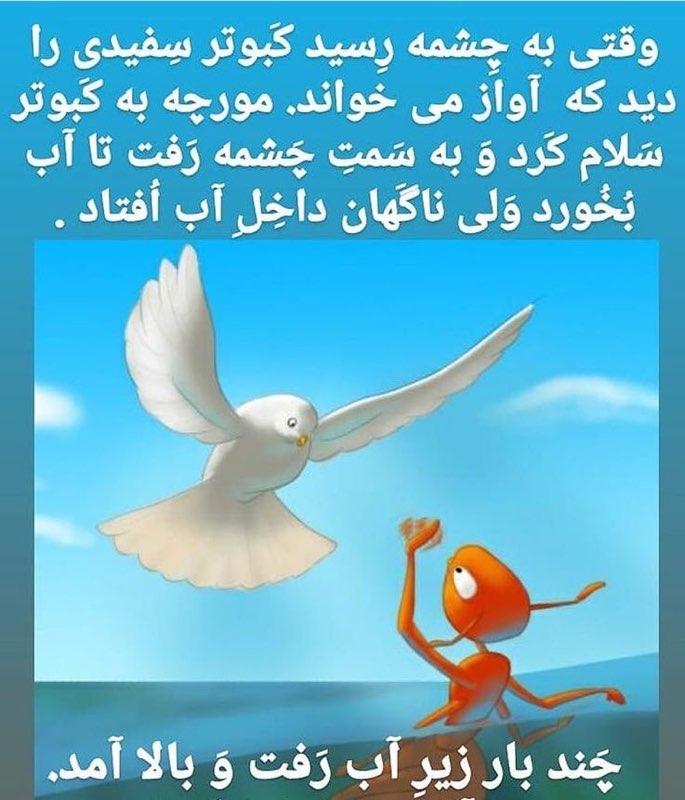 وقتی به چِشمه رِسید کَبوتر سِفیدی را
دید که آواز می خواند. مورچه به کَبوتر
سَلام کَرد وَ به سَمتِ چَشمه رَفت تا آب
بُخُورد وَلی ناگَهان داخِلِ آب اُفتاد .
چَند بار زیرِ آب رَفت وَ بالا آمد.